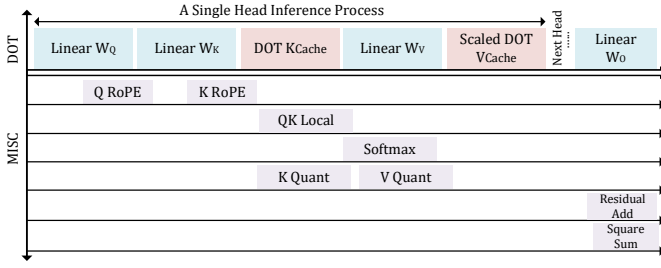 A Single Head Inference Process
DOT
Linear WQ
Linear WK
DOT KCache
Linear WV
Scaled DOT
VCache
Next Head
......
Linear
WO
MISC
Q RoPE
K RoPE
QK Local
Softmax
K Quant
V Quant
Residual
Add
Square
Sum